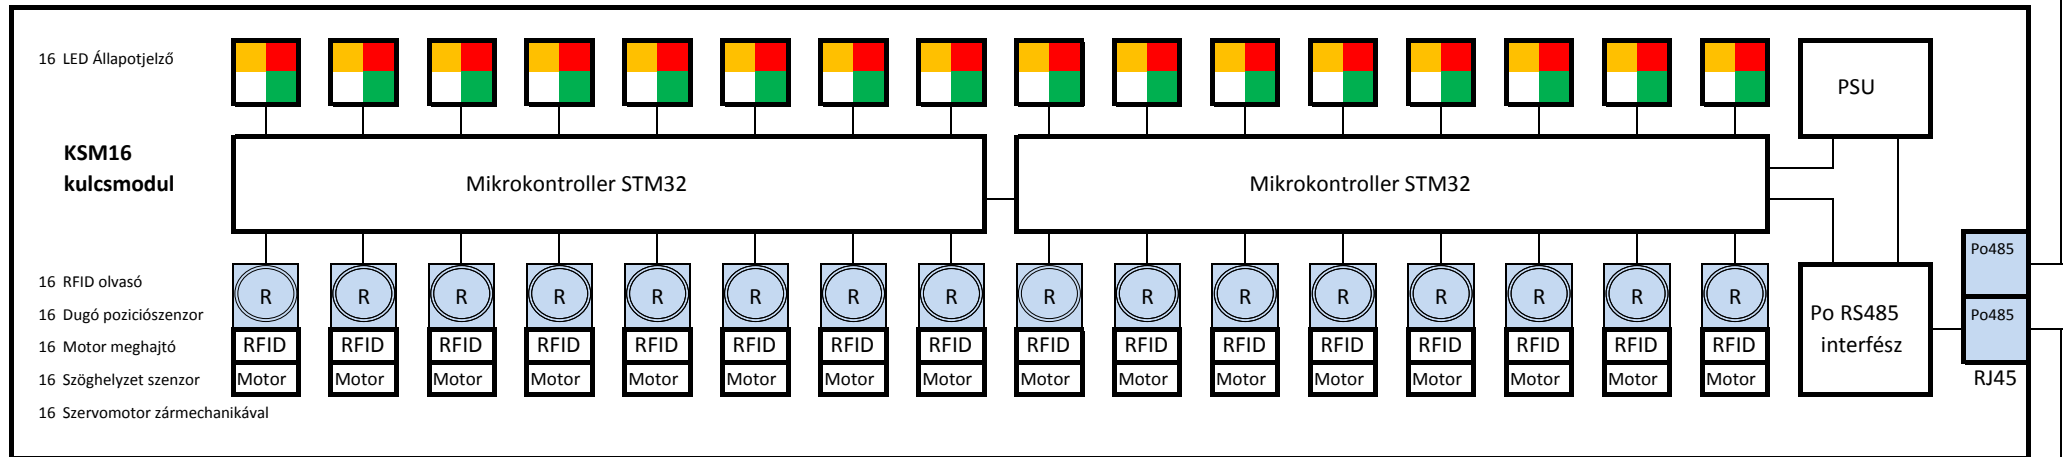 16 LED Állapotjelző
PSU
KSM16
kulcsmodul
Mikrokontroller STM32
Mikrokontroller STM32
Po485
16 RFID olvasó
R R R R R R R R R R R R R R R R
16 Dugó poziciószenzor
Po RS485
interfész
Po485
16 Motor meghajtó
RFID RFID RFID RFID RFID RFID RFID RFID RFID RFID RFID RFID RFID RFID RFID RFID
16 Szöghelyzet szenzor
Motor Motor Motor Motor Motor Motor Motor Motor Motor Motor Motor Motor Motor Motor Motor Motor
RJ45
16 Szervomotor zármechanikával